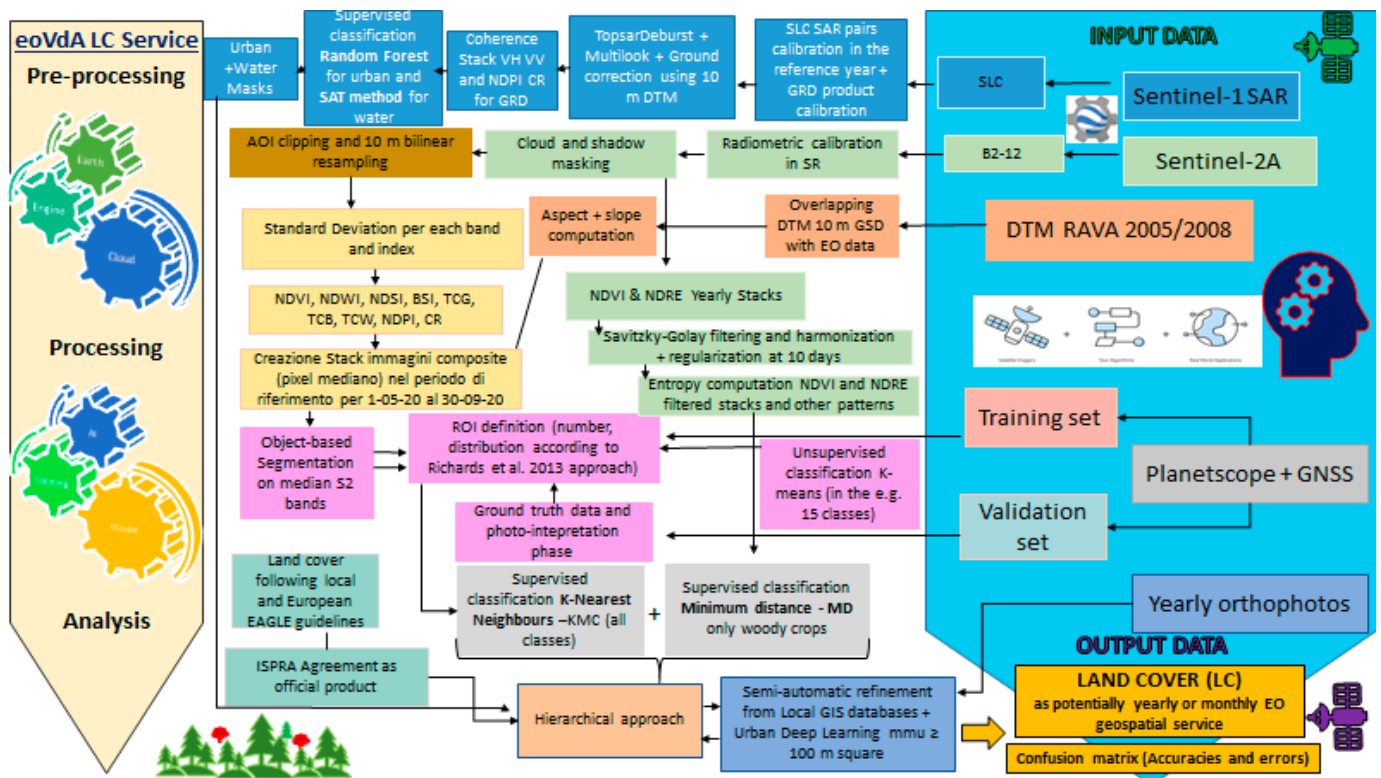 eoVdA LC Service
Pre-processing
Earth
Engine
Cloud
Processing
AI
Analysis
Urban
+Water
Masks
Supervised
classification
Random Forest
for urban and
SAT method for
water
Coherence
Stack VH VV
and NDPI CR
for GRD
TopsarDeburst +
Multilook + Ground
correction using 10
m DTM
SLC SAR pairs
calibration in the
reference year +
GRD product
calibration
SLC
INPUT DATA
Sentinel-1 SAR
AOI clipping and 10 m bilinear
resampling
Cloud and shadow
masking
Radiometric calibration
in SR
B2-12
Sentinel-2A
Standard Deviation per each band
and index
Aspect + slope
computation
Overlapping
DTM 10 m GSD
with EO data
DTM RAVA 2005/2008
NDVI, NDWI, NDSI, BSI, TCG,
TCB, TCW, NDPI, CR
NDVI & NDRE Yearly Stacks
Satellite Imagery
+
Your Algorithms
+
Real World Applications
Creazione Stack immagini composite
(pixel mediano) nel periodo di
riferimento per 1-05-20 al 30-09-20
Savitzky-Golay filtering and harmonization
+ regularization at 10 days
Entropy computation NDVI and NDRE
filtered stacks and other patterns
Object-based
Segmentation
on median S2
bands
ROI definition (number,
distribution according to
Richards et al. 2013 approach)
Unsupervised
classification K-
means (in the e.g.
15 classes)
Training set
Planetscope + GNSS
Validation
set
Ground truth data and
photo-intepretation
phase
Land cover
following local
and European
EAGLE guidelines
Supervised
classification K-Nearest
Neighbours –KMC (all
classes)
+
Supervised classification
Minimum distance - MD
only woody crops
Yearly orthophotos
ISPRA Agreement as
official product
Hierarchical approach
Semi-automatic refinement
from Local GIS databases +
Urban Deep Learning mmu ≥
100 m square
OUTPUT DATA
LAND COVER (LC)
as potentially yearly or monthly EO
geospatial service
Confusion matrix (Accuracies and errors)